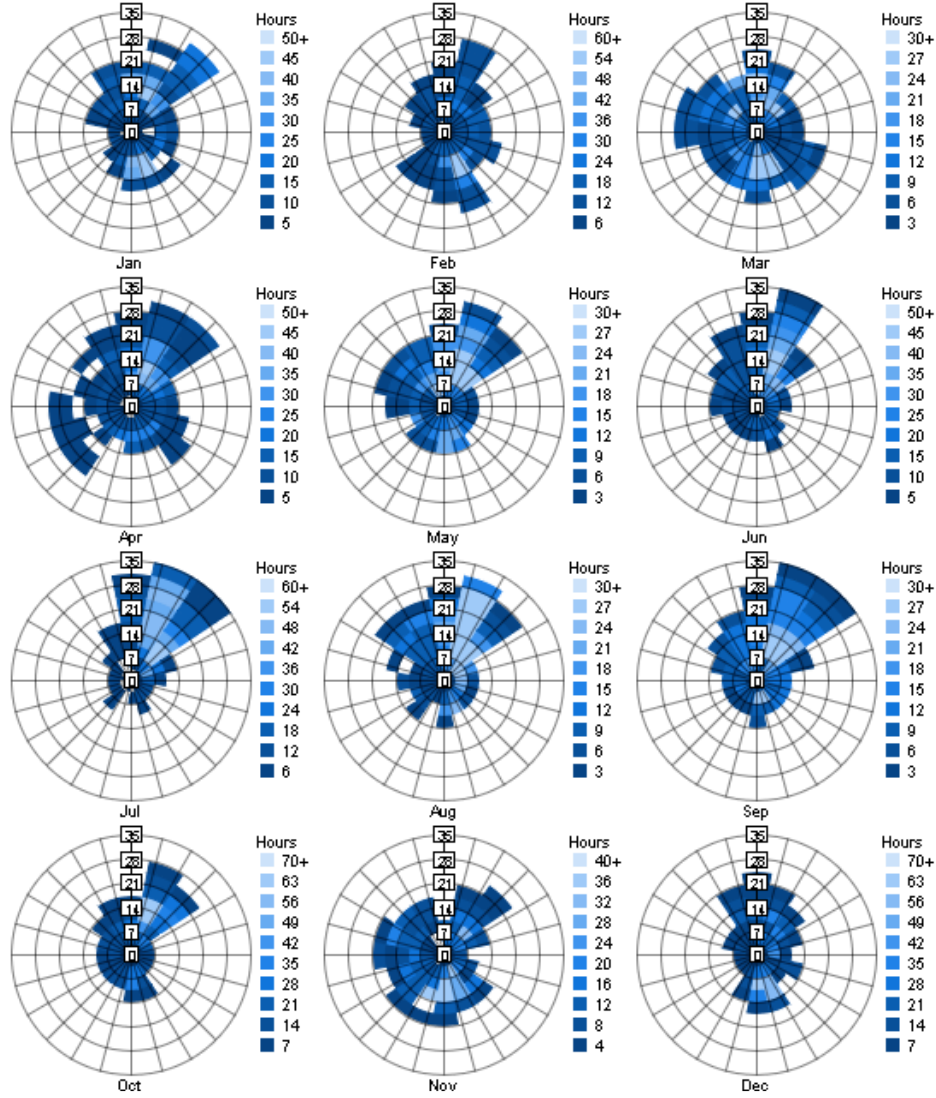 35 Hours 35 Hours 35 Hours
28 50+ 28 60+ 28 30+
21 45 21 54 21 27
14 40 14 48 14 24
7 35 7 42 7 21
0 30 0 36 0 18
25 30 15
20 24 12
15 18 9
10 12 6
5 6 3
Jan Feb Mar
35 Hours 35 Hours 35 Hours
28 50+ 28 30+ 28 50+
21 45 21 27 21 45
14 40 14 24 14 40
7 35 7 21 7 35
0 30 0 18 0 30
25 15 25
20 12 20
15 9 15
10 6 10
5 3 5
Apr May Jun
35 Hours 35 Hours 35 Hours
28 60+ 28 30+ 28 30+
21 54 21 27 21 27
14 48 14 24 14 24
7 42 7 21 7 21
0 36 0 18 0 18
30 15 15
24 12 12
18 9 9
12 6 6
6 3 3
Jul Aug Sep
35 Hours 35 Hours 35 Hours
28 70+ 28 40+ 28 70+
21 63 21 36 21 63
14 56 14 32 14 56
7 49 7 28 7 49
0 42 0 24 0 42
35 20 35
28 16 28
21 12 21
14 8 14
7 4 7
Oct Nov Dec